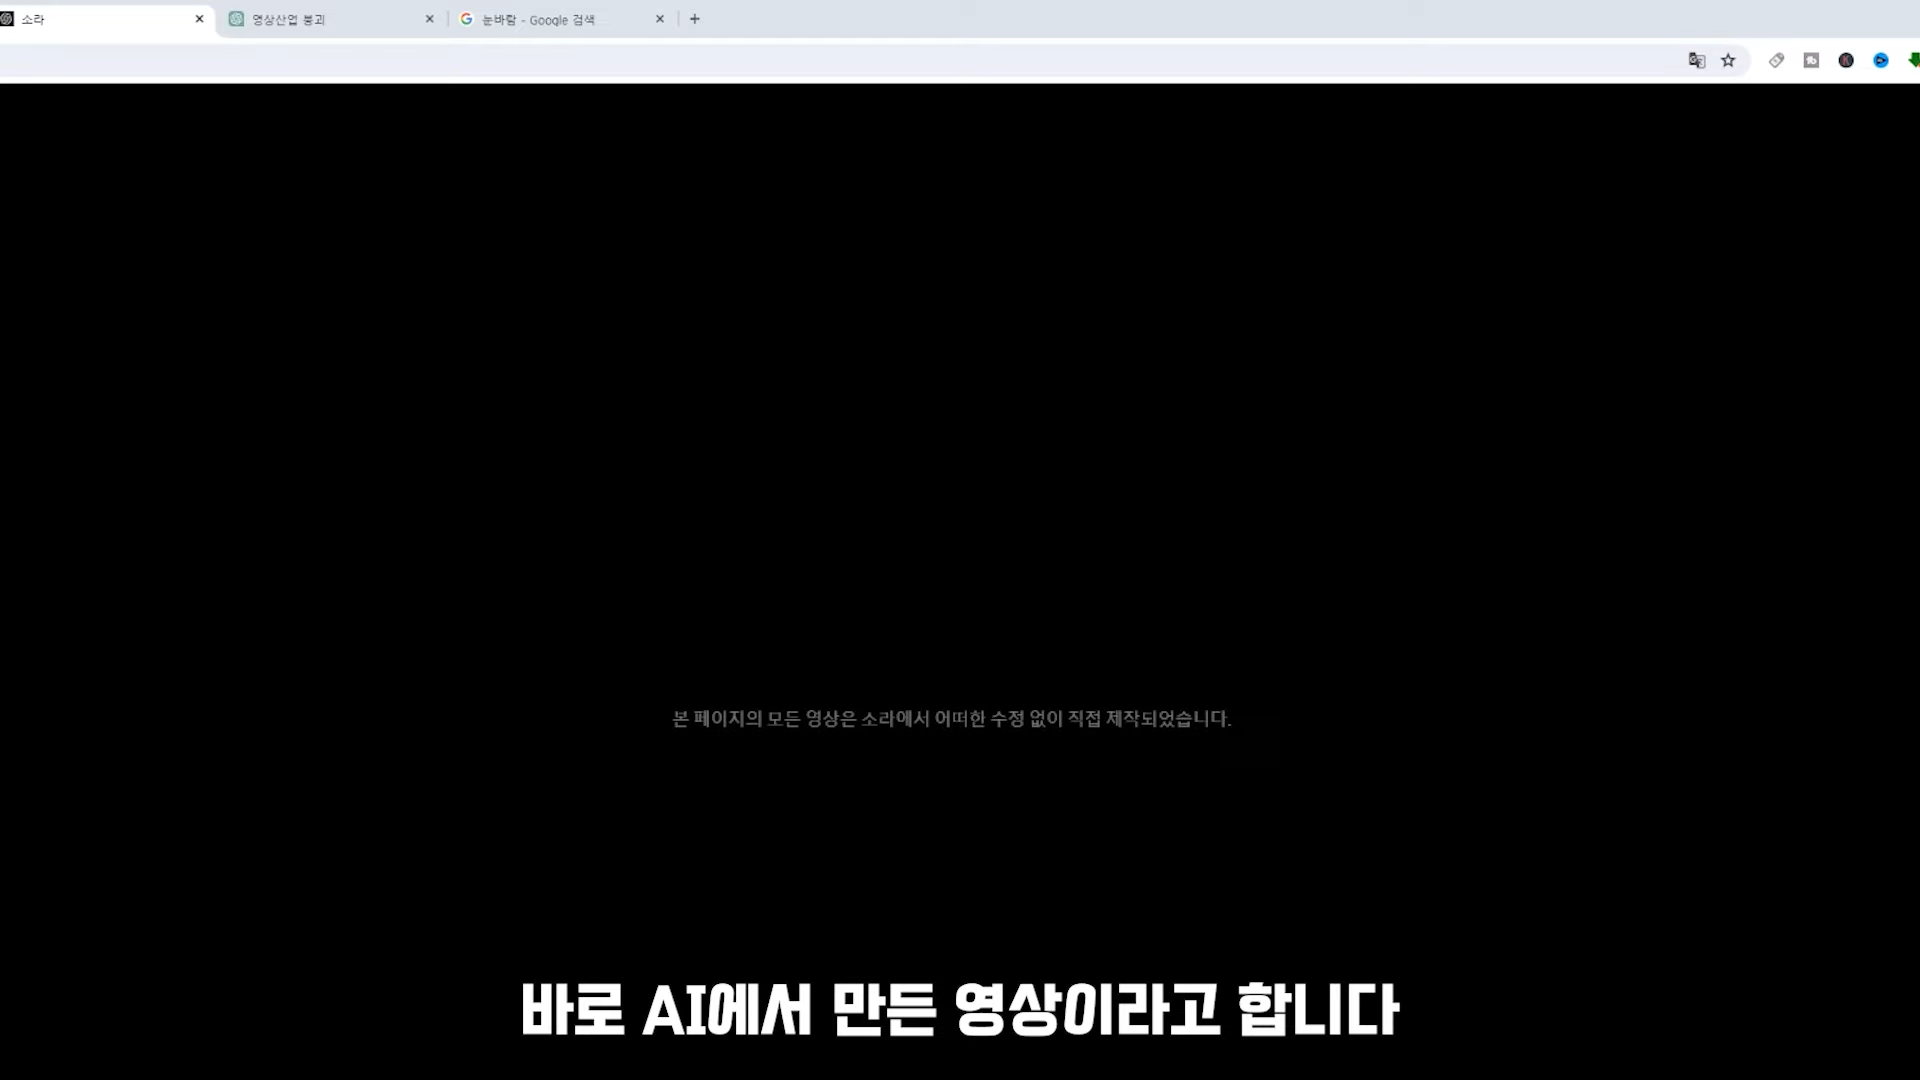 소라
영상산업 붕괴
눈바람 - Google 검색
본 페이지의 모든 영상은 소라에서 어떠한 수정 없이 직접 제작되었습니다.
바로 AI에서 만든 영상이라고 합니다